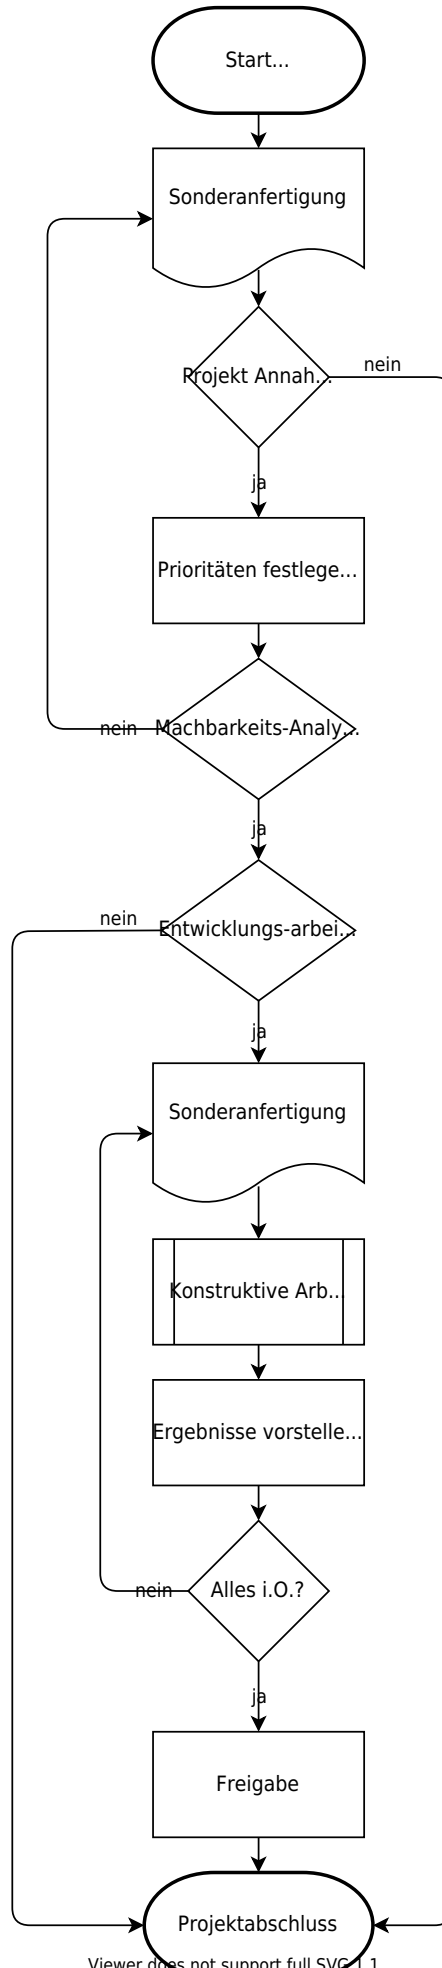 Start...
Sonderanfertigung
Projekt Annah...
nein
ja
Prioritäten festlege...
Machbarkeits-Analy...
nein
ja
Entwicklungs-arbei...
nein
ja
Sonderanfertigung
Konstruktive Arb...
Ergebnisse vorstelle...
Alles i.O.?
nein
ja
Freigabe
Projektabschluss
Viewer does not support full SVG 1.1